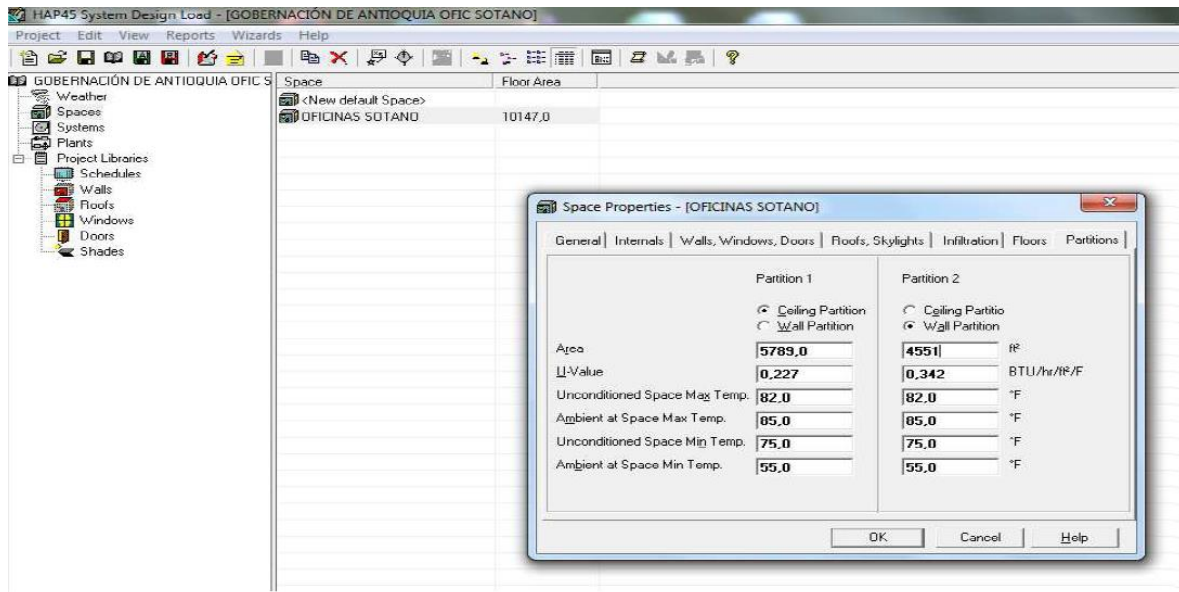 HAP45 System Design Load - [GOBERNACIÓN DE ANTIOQUIA OFIC SOTANO]
Project Edit View Reports Wizards Help
GOBERNACIÓN DE ANTIOQUIA OFIC S
Weather
Spaces
Systems
Plants
Project Libraries
Schedules
Walls
Roofs
Windows
Doors
Shades
Space Floor Area
<New default Space>
OFICINAS SOTANO 10147,0
Space Properties - [OFICINAS SOTANO]
General Internals Walls, Windows, Doors Roofs, Skylights Infiltration Floors Partitions
Partition 1 Partition 2
Ceiling Partition Ceiling Partitio
Wall Partition Wall Partition
Area 5789,0 4551 ft²
U-Value 0,227 0,342 BTU/hr/ft²/F
Unconditioned Space Max Temp. 82,0 82,0 °F
Ambient at Space Max Temp. 85,0 85,0 °F
Unconditioned Space Min Temp. 75,0 75,0 °F
Ambient at Space Min Temp. 55,0 55,0 °F
OK Cancel Help